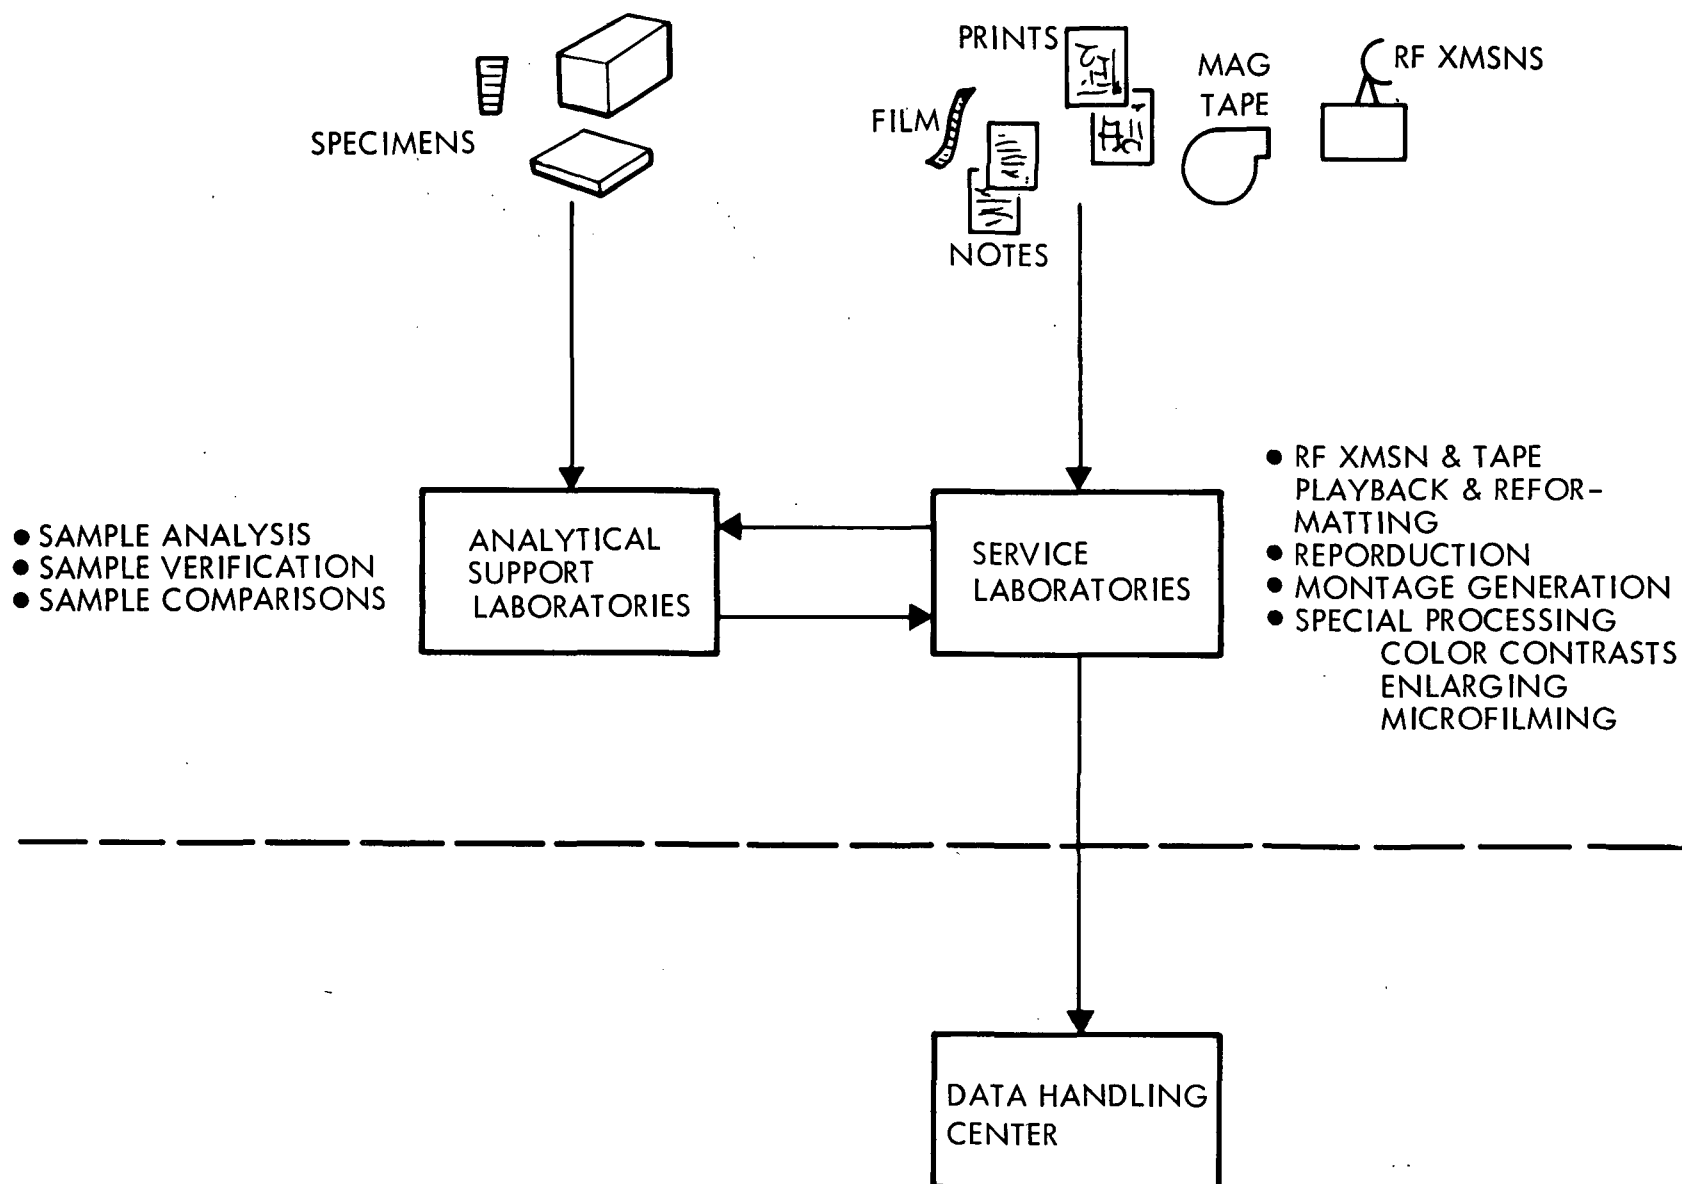 SPECIMENS
PRINTS
FILM
NOTES
MAG
TAPE
RF XMSNS
● SAMPLE ANALYSIS
● SAMPLE VERIFICATION
● SAMPLE COMPARISONS
ANALYTICAL
SUPPORT
LABORATORIES
SERVICE
LABORATORIES
● RF XMSN & TAPE
PLAYBACK & REFOR-
MATTING
● REPORDUCTION
● MONTAGE GENERATION
● SPECIAL PROCESSING
COLOR CONTRASTS
ENLARGING
MICROFILMING
DATA HANDLING
CENTER